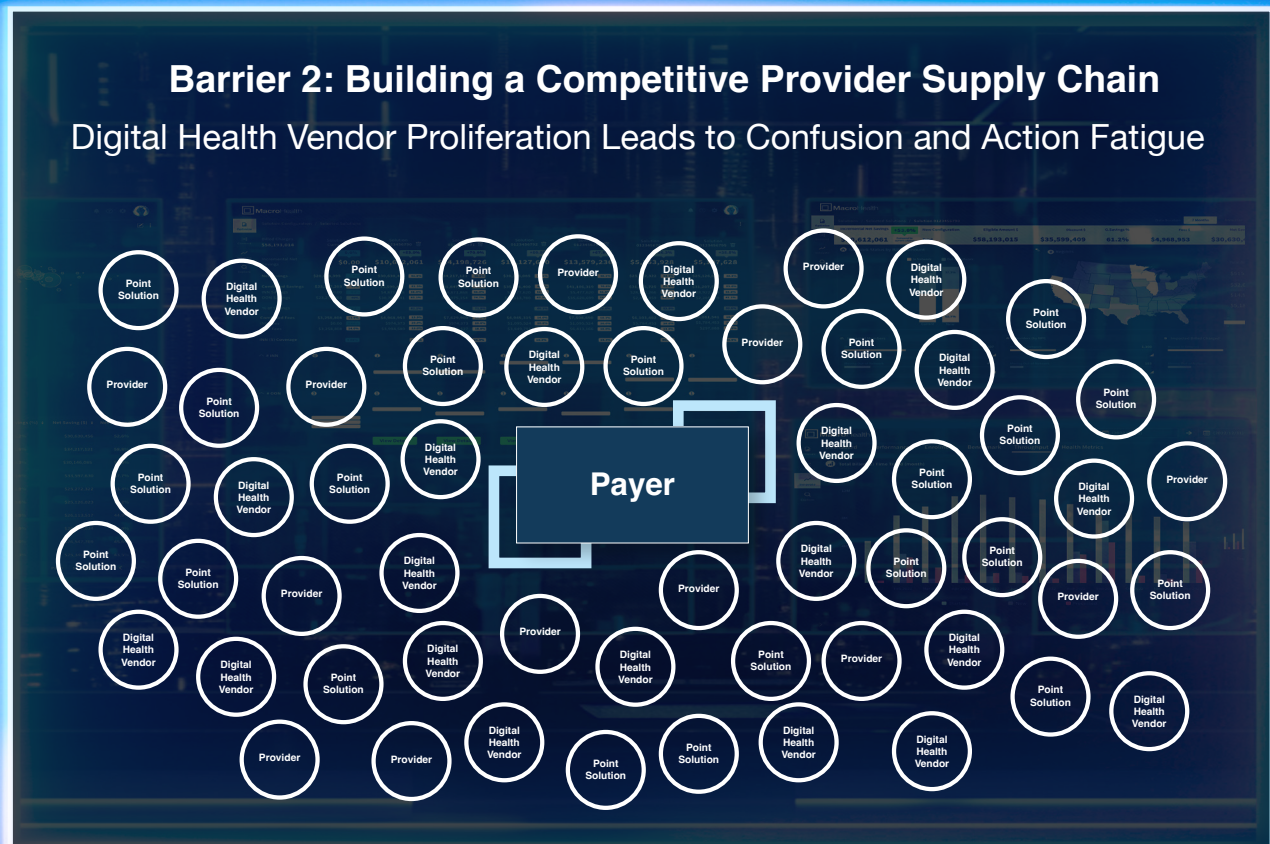 Barrier 2: Building a Competitive Provider Supply Chain
Digital Health Vendor Proliferation Leads to Confusion and Action Fatigue
Point
Solution
Digital
Health
Vendor
Point
Solution
Point
Solution
Provider
Digital
Health
Vendor
Provider
Digital
Health
Vendor
Point
Solution
Provider
Point
Solution
Provider
Point
Solution
Digital
Health
Vendor
Point
Solution
Provider
Point
Solution
Digital
Health
Vendor
Point
Solution
Point
Solution
Digital
Health
Vendor
Point
Solution
Digital
Health
Vendor
Payer
Digital
Health
Vendor
Point
Solution
Point
Solution
Digital
Health
Vendor
Provider
Point
Solution
Point
Solution
Provider
Digital
Health
Vendor
Provider
Digital
Health
Vendor
Point
Solution
Point
Solution
Provider
Point
Solution
Digital
Health
Vendor
Digital
Health
Vendor
Point
Solution
Digital
Health
Vendor
Provider
Digital
Health
Vendor
Point
Solution
Provider
Digital
Health
Vendor
Point
Solution
Digital
Health
Vendor
Provider
Provider
Digital
Health
Vendor
Point
Solution
Point
Solution
Digital
Health
Vendor
Digital
Health
Vendor